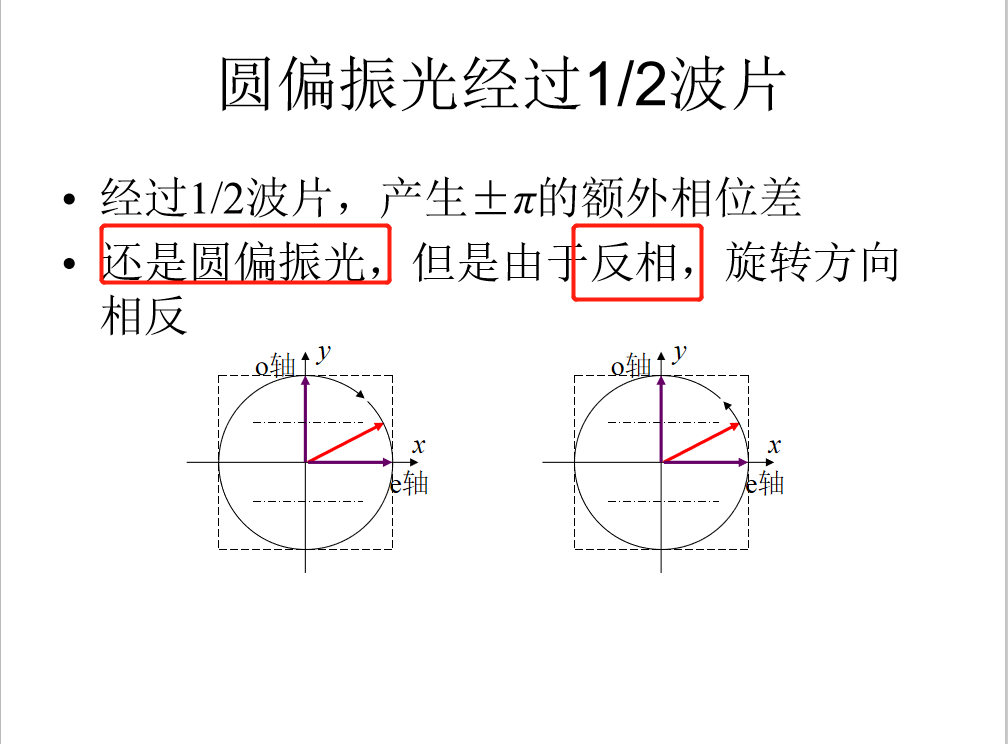 圆偏振光经过1/2波片
• 经过1/2波片，产生±π的额外相位差
• 还是圆偏振光，但是由于反相，旋转方向
相反
o轴 y
x
e轴
o轴 y
x
e轴